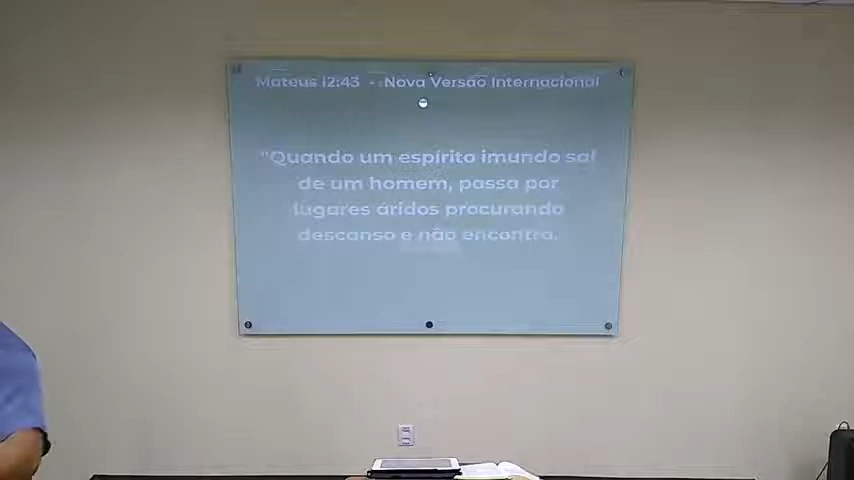 Mateus 12:43 - Nova Versão Internacional
"Quando um espírito imundo sai
de um homem, passa por
lugares áridos procurando
descanso e não encontra.